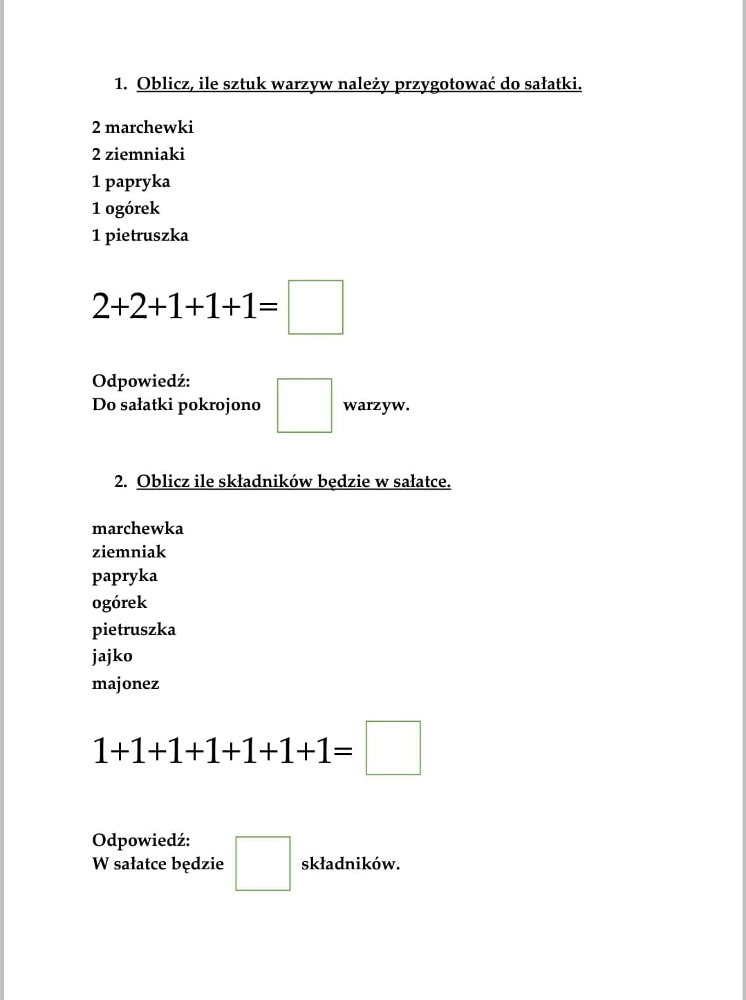 1. Oblicz, ile sztuk warzyw należy przygotować do sałatki.
2 marchewki
2 ziemniaki
1 papryka
1 ogórek
1 pietruszka
2+2+1+1+1=
Odpowiedź:
Do sałatki pokrojono warzyw.
2. Oblicz ile składników będzie w sałatce.
marchewka
ziemniak
papryka
ogórek
pietruszka
jajko
majonez
1+1+1+1+1+1+1=
Odpowiedź:
W sałatce będzie składników.